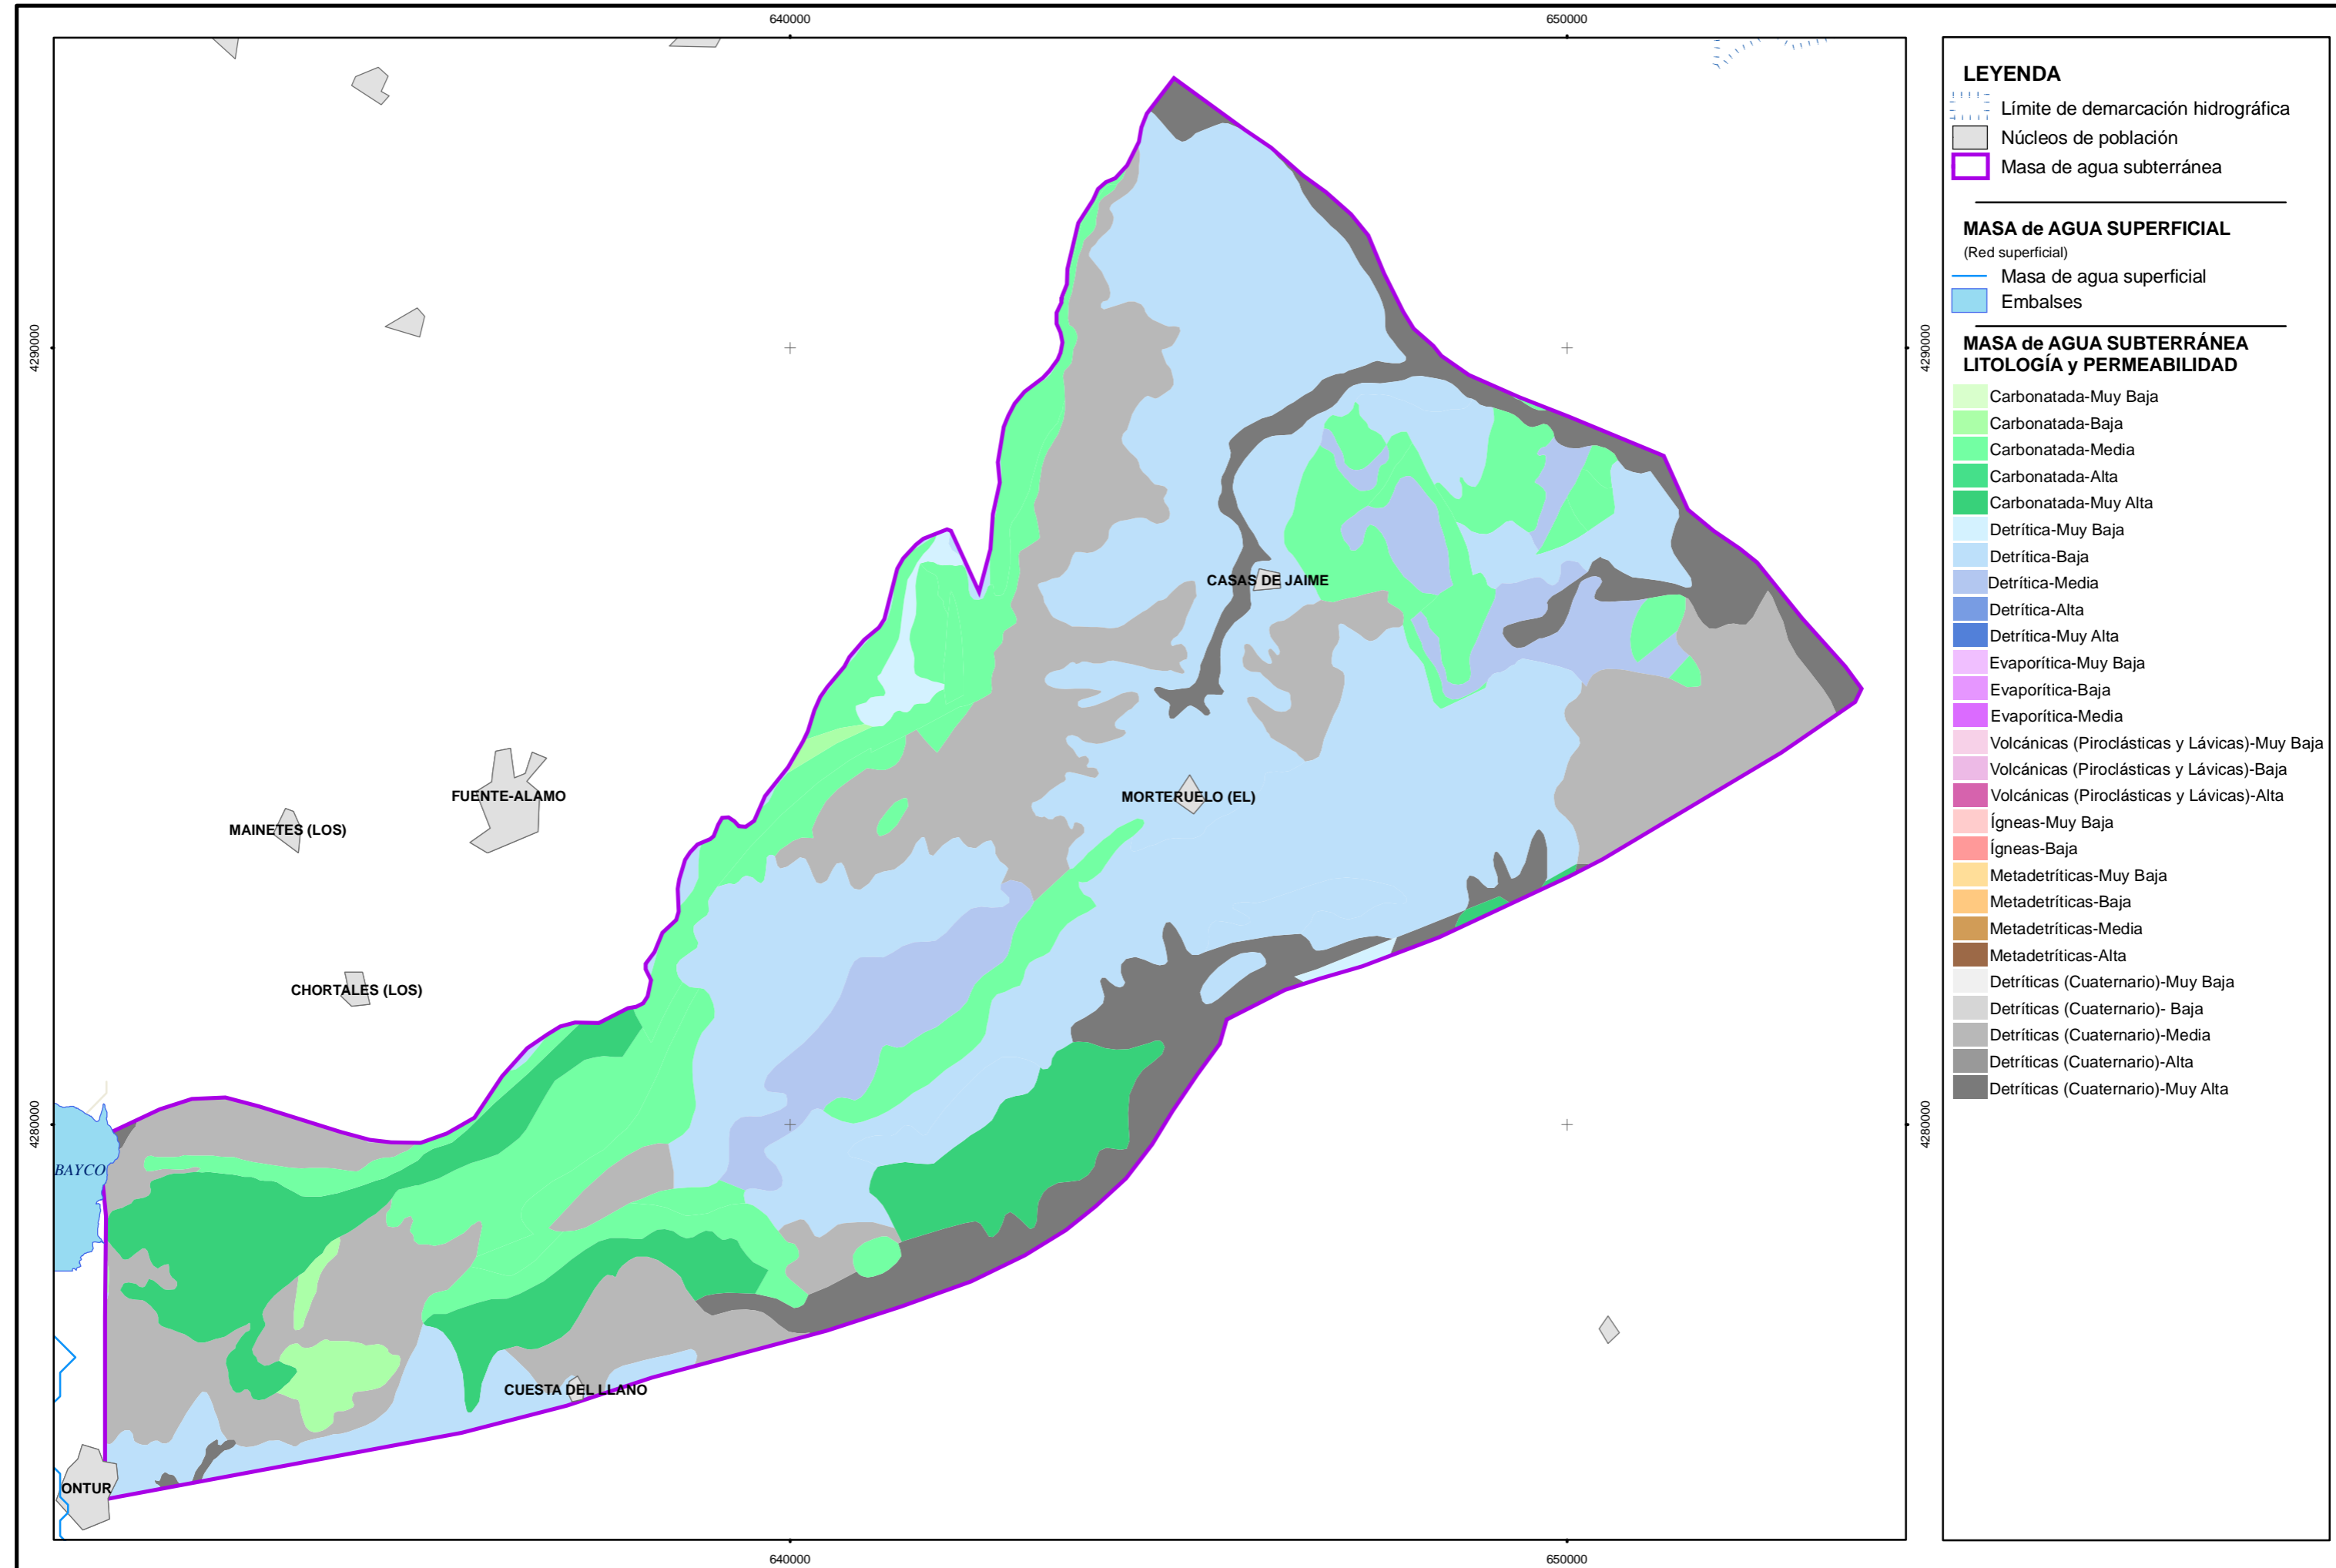 640000
650000
4290000
4290000
CASAS DE JAIME
FUENTE-ALAMO
MORTERUELO (EL)
MAINETES (LOS)
CHORTALES (LOS)
4280000
4280000
BAYCO
CUESTA DEL LLANO
ONTUR
640000
650000
LEYENDA
Límite de demarcación hidrográfica
Núcleos de población
Masa de agua subterránea
MASA de AGUA SUPERFICIAL
(Red superficial)
Masa de agua superficial
Embalses
MASA de AGUA SUBTERRÁNEA
LITOLOGÍA y PERMEABILIDAD
Carbonatada-Muy Baja
Carbonatada-Baja
Carbonatada-Media
Carbonatada-Alta
Carbonatada-Muy Alta
Detrítica-Muy Baja
Detrítica-Baja
Detrítica-Media
Detrítica-Alta
Detrítica-Muy Alta
Evaporítica-Muy Baja
Evaporítica-Baja
Evaporítica-Media
Volcánicas (Piroclásticas y Lávicas)-Muy Baja
Volcánicas (Piroclásticas y Lávicas)-Baja
Volcánicas (Piroclásticas y Lávicas)-Alta
Ígneas-Muy Baja
Ígneas-Baja
Metadetríticas-Muy Baja
Metadetríticas-Baja
Metadetríticas-Media
Metadetríticas-Alta
Detríticas (Cuaternario)-Muy Baja
Detríticas (Cuaternario)- Baja
Detríticas (Cuaternario)-Media
Detríticas (Cuaternario)-Alta
Detríticas (Cuaternario)-Muy Alta